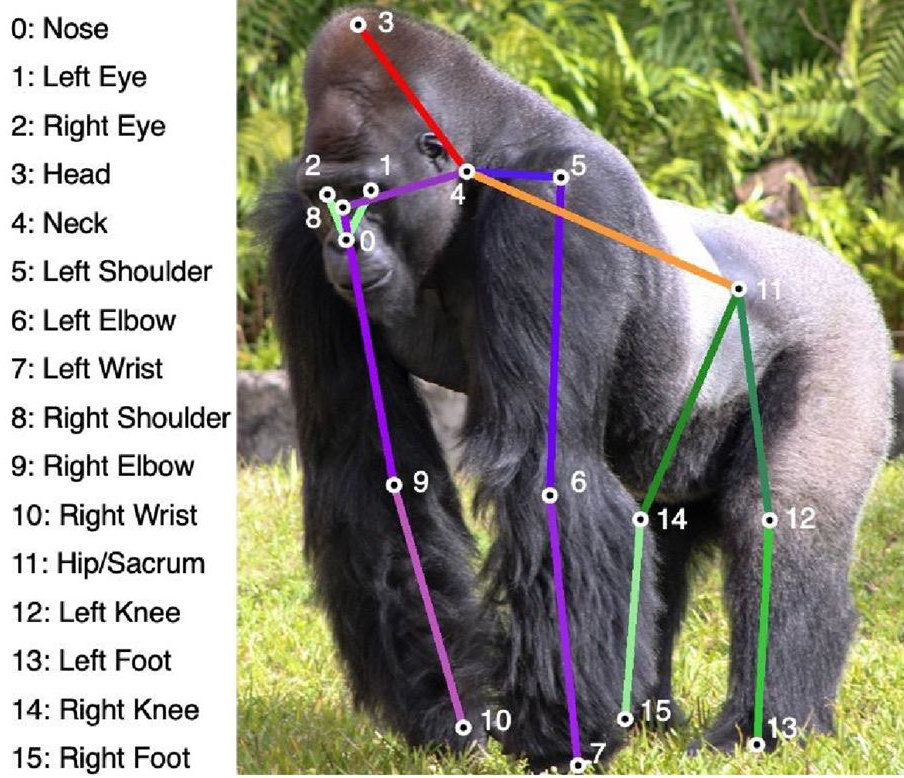 0: Nose
1: Left Eye
2: Right Eye
3: Head
4: Neck
5: Left Shoulder
6: Left Elbow
7: Left Wrist
8: Right Shoulder
9: Right Elbow
10: Right Wrist
11: Hip/Sacrum
12: Left Knee
13: Left Foot
14: Right Knee
15: Right Foot
3
2
1
5
4
8
0
11
9
6
14
12
10
15
13
7